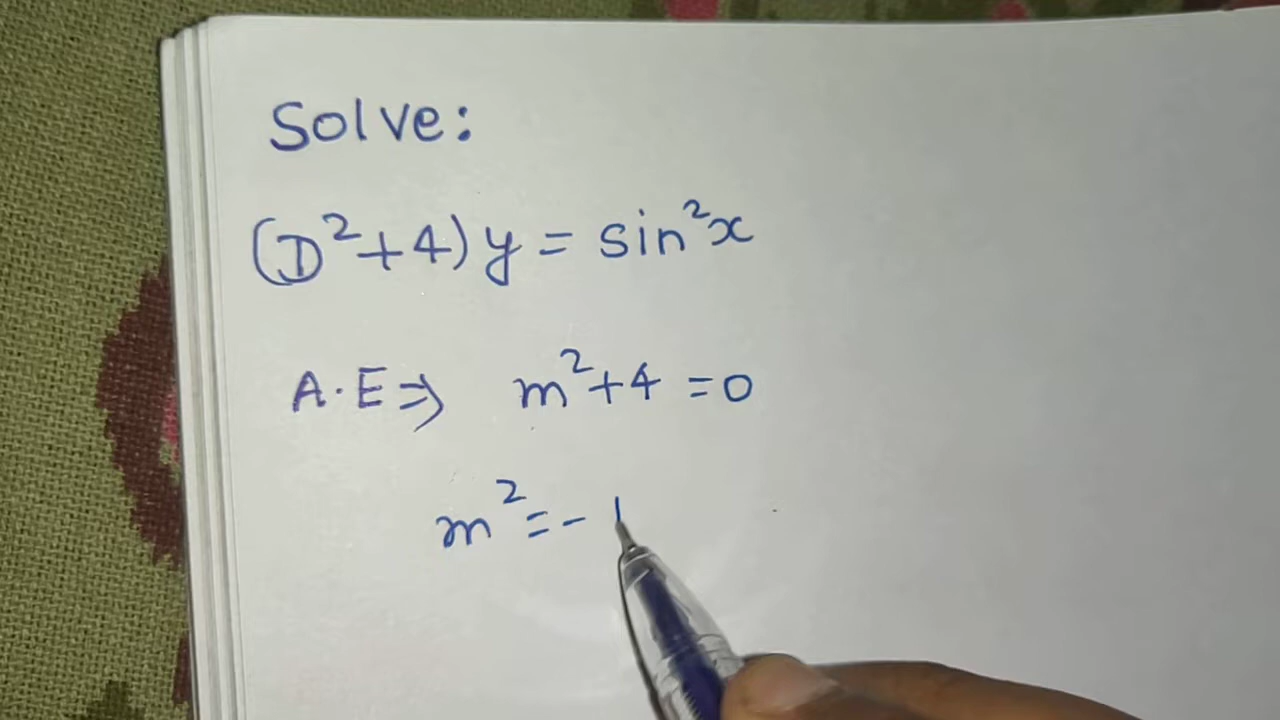 Solve:
(D²+4)y = sin²x
A.E ⇒ m²+4 =0
m² = -